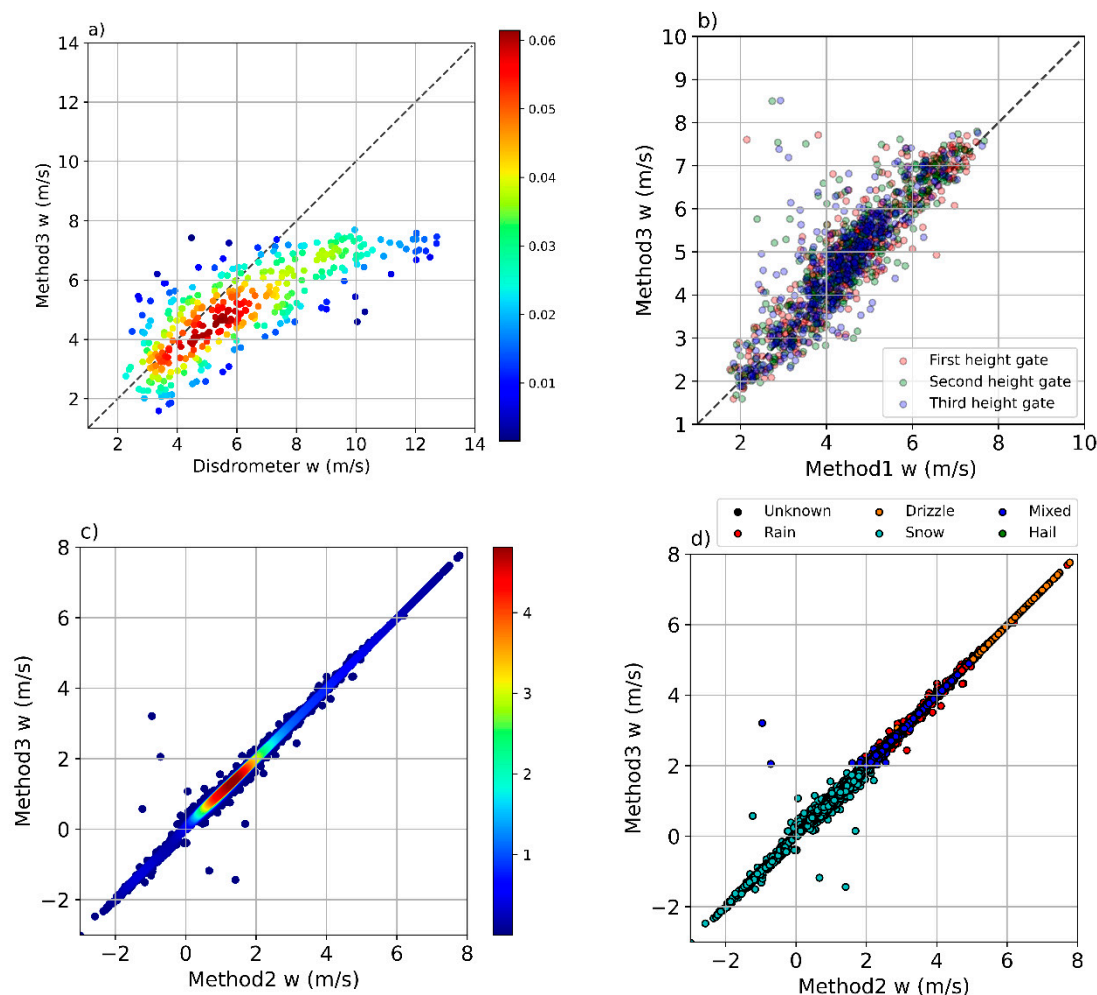 a)
14
12
10
8
6
4
2
Method3 w (m/s)
2 4 6 8 10 12 14
Disdrometer w (m/s)
0.06
0.05
0.04
0.03
0.02
0.01
b)
10
9
8
7
6
5
4
3
2
1
Method3 w (m/s)
First height gate
Second height gate
Third height gate
2 4 6 8 10
Method1 w (m/s)
c)
8
6
4
2
0
−2
Method3 w (m/s)
−2 0 2 4 6 8
Method2 w (m/s)
4
3
2
1
Unknown Drizzle Mixed
Rain Snow Hail
d)
8
6
4
2
0
−2
Method3 w (m/s)
−2 0 2 4 6 8
Method2 w (m/s)